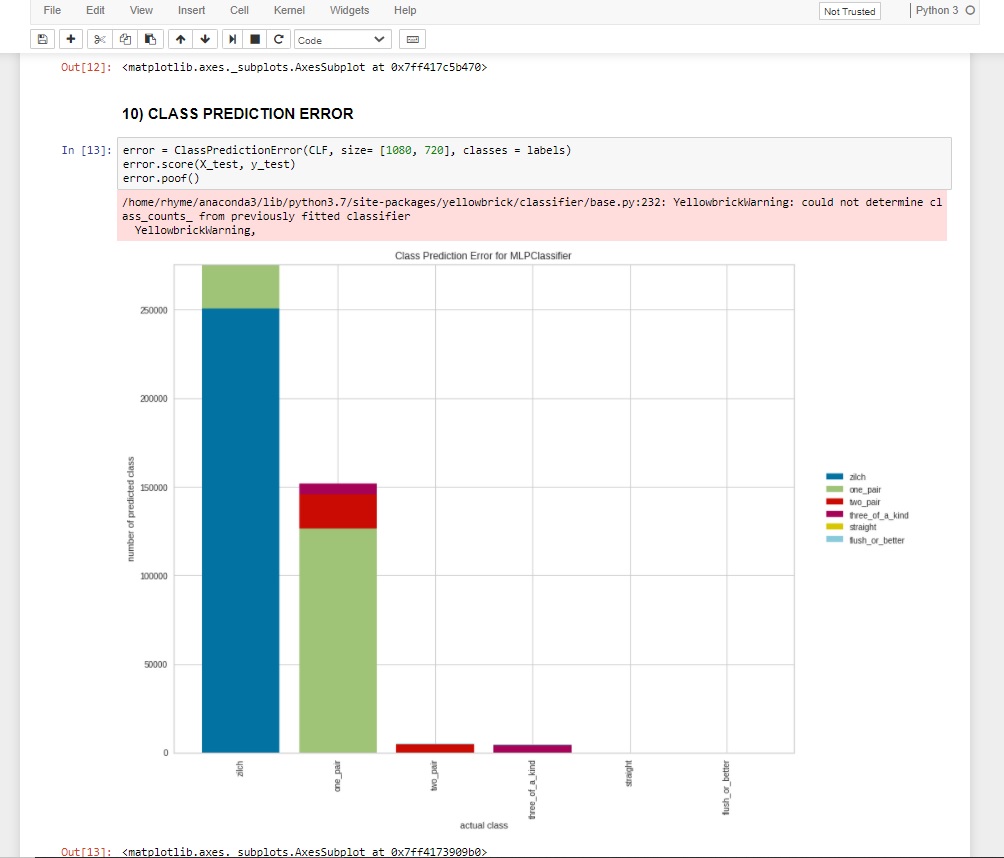 File Edit View Insert Cell Kernel Widgets Help Not Trusted Python 3
Code
Out[12]: <matplotlib.axes._subplots.AxesSubplot at 0x7ff417c5b470>
10) CLASS PREDICTION ERROR
In [13]: error = ClassPredictionError(CLF, size= [1080, 720], classes = labels)
error.score(X_test, y_test)
error.poof()
/home/rhyme/anaconda3/lib/python3.7/site-packages/yellowbrick/classifier/base.py:232: YellowbrickWarning: could not determine cl
ass_counts_ from previously fitted classifier
YellowbrickWarning,
Class Prediction Error for MLPClassifier
250000
200000
150000
100000
50000
0
number of predicted class
zilch
one_pair
two_pair
three_of_a_kind
straight
flush_or_better
zilch
one_pair
two_pair
three_of_a_kind
straight
flush_or_better
actual class
Out[13]: <matplotlib.axes._subplots.AxesSubplot at 0x7ff4173909b0>